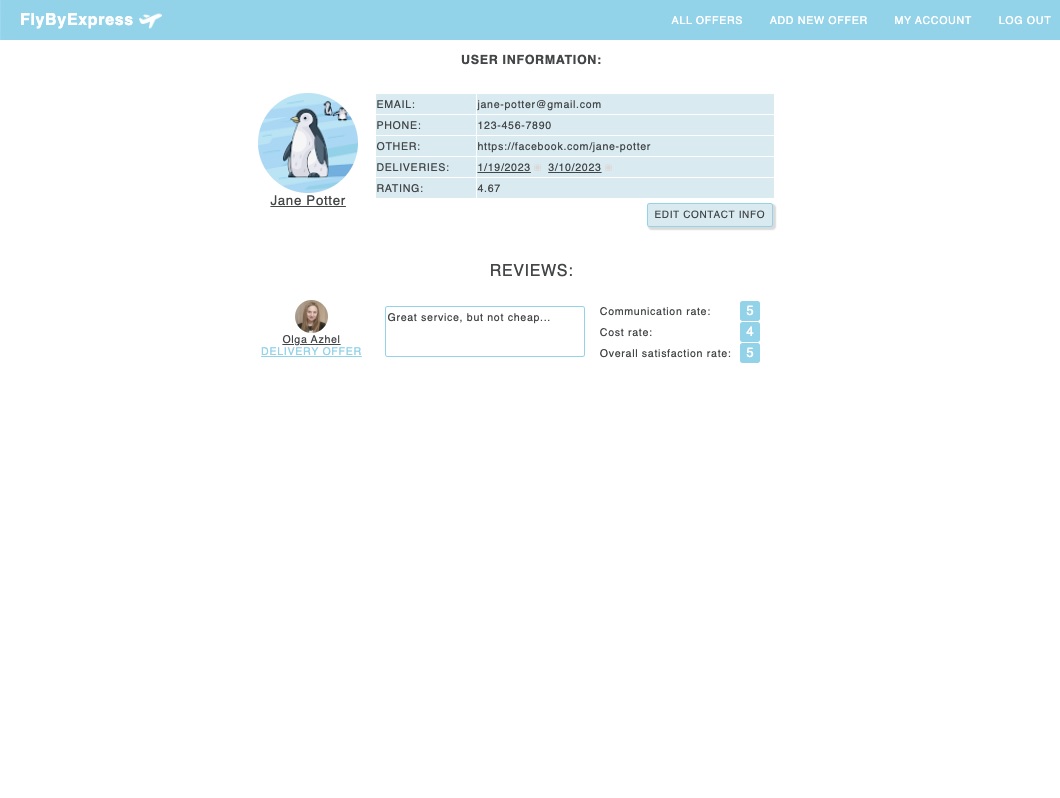 FlyByExpress
ALL OFFERS ADD NEW OFFER MY ACCOUNT LOG OUT
USER INFORMATION:
EMAIL: jane-potter@gmail.com
PHONE: 123-456-7890
OTHER: https://facebook.com/jane-potter
DELIVERIES: 1/19/2023 3/10/2023
RATING: 4.67
Jane Potter
EDIT CONTACT INFO
REVIEWS:
Olga Azhel
DELIVERY OFFER
Great service, but not cheap...
Communication rate: 5
Cost rate: 4
Overall satisfaction rate: 5